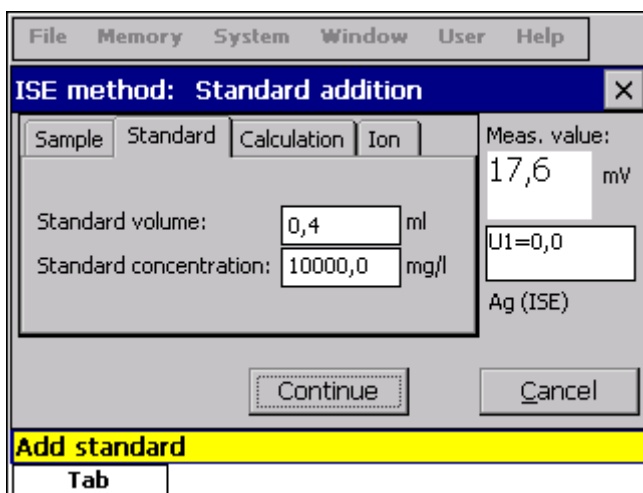 File Memory System Window User Help
ISE method: Standard addition
Sample Standard Calculation Ion
Meas. value:
17,6 mV
Standard volume: 0,4 ml
U1=0,0
Standard concentration: 10000,0 mg/l
Ag (ISE)
Continue Cancel
Add standard
Tab